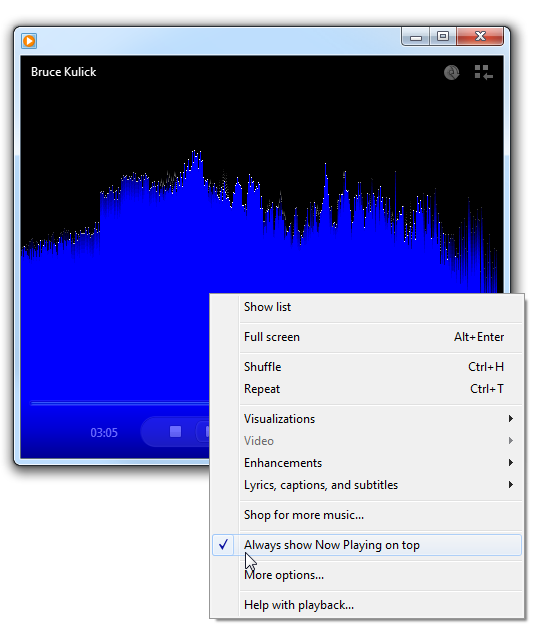 Bruce Kulick
Show list
Full screen Alt+Enter
Shuffle Ctrl+H
Repeat Ctrl+T
Visualizations
Video
Enhancements
Lyrics, captions, and subtitles
Shop for more music...
Always show Now Playing on top
More options...
Help with playback...
03:05